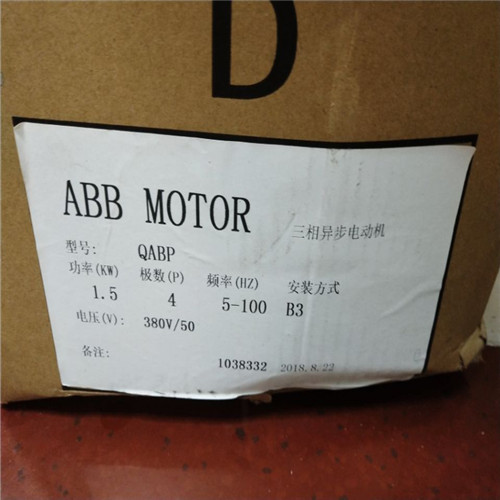 D
ABB MOTOR 三相异步电动机
型号: QABP
功率(KW) 极数(P) 频率(HZ) 安装方式
1.5 4 5-100 B3
电压(V): 380V/50
备注: 1038332 2018.8.22